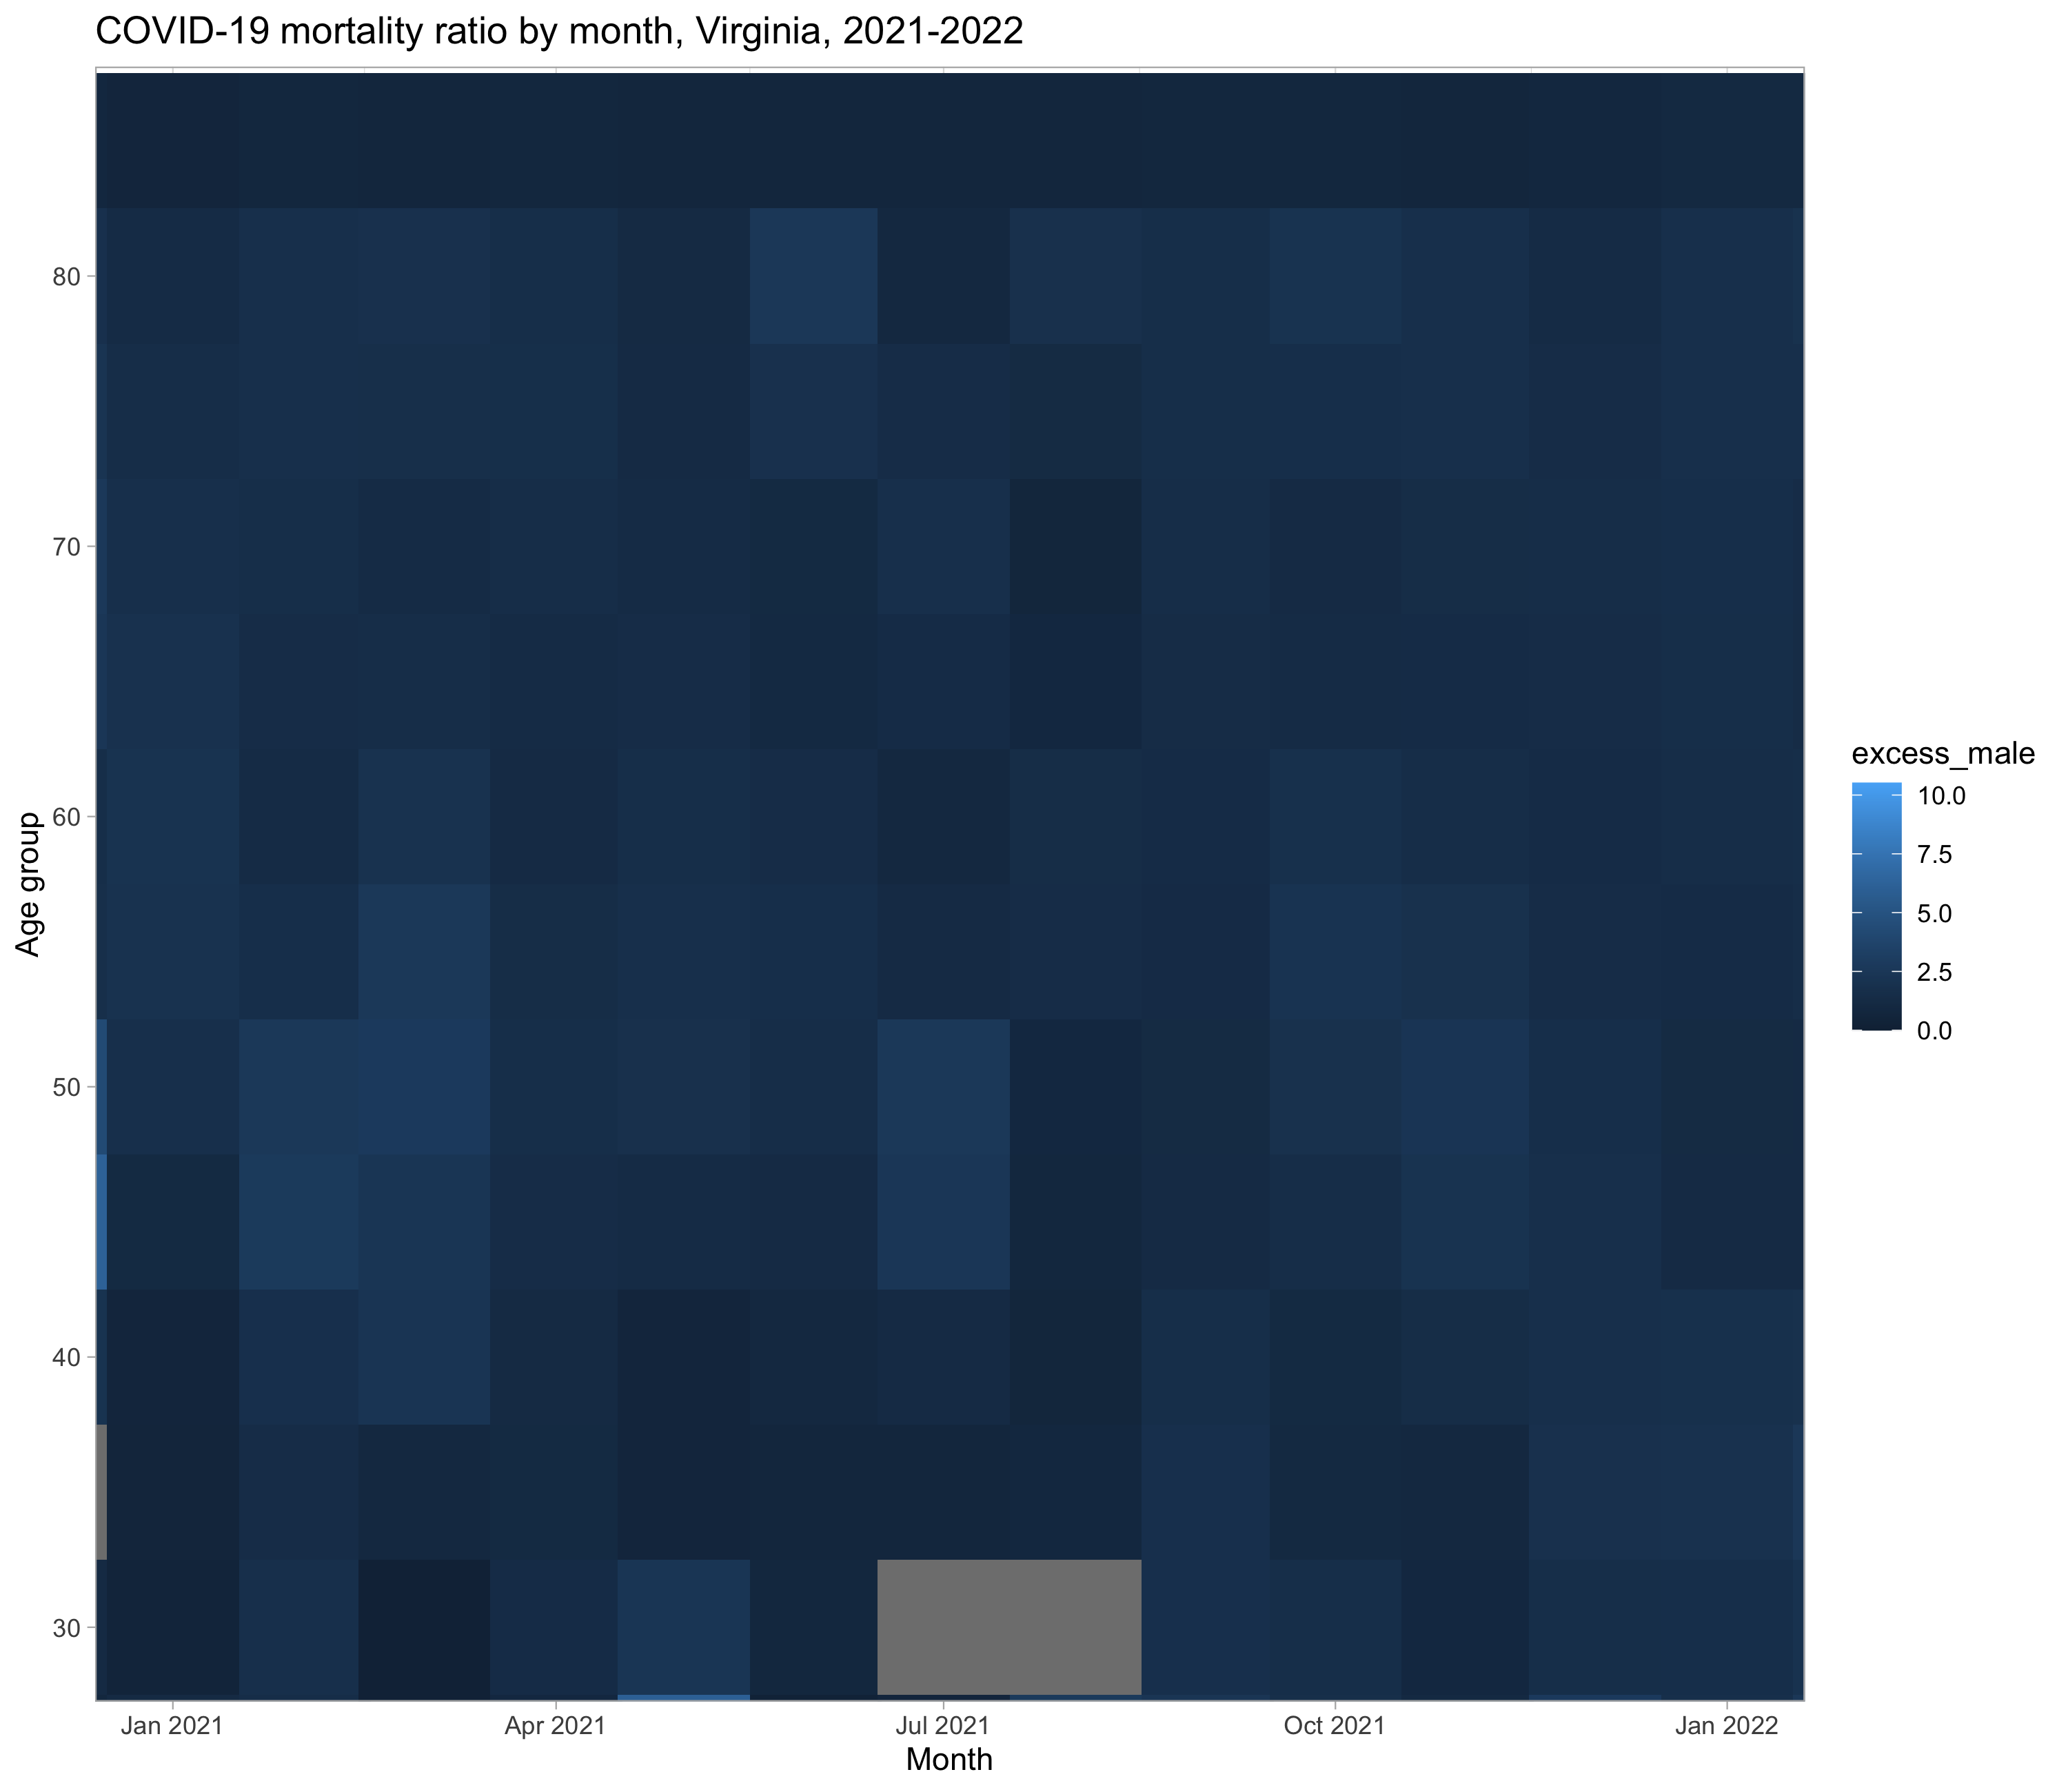 COVID-19 mortality ratio by month, Virginia, 2021-2022
80
70
60
50
40
30
Age group
Jan 2021
Apr 2021
Jul 2021
Oct 2021
Jan 2022
Month
excess_male
10.0
7.5
5.0
2.5
0.0